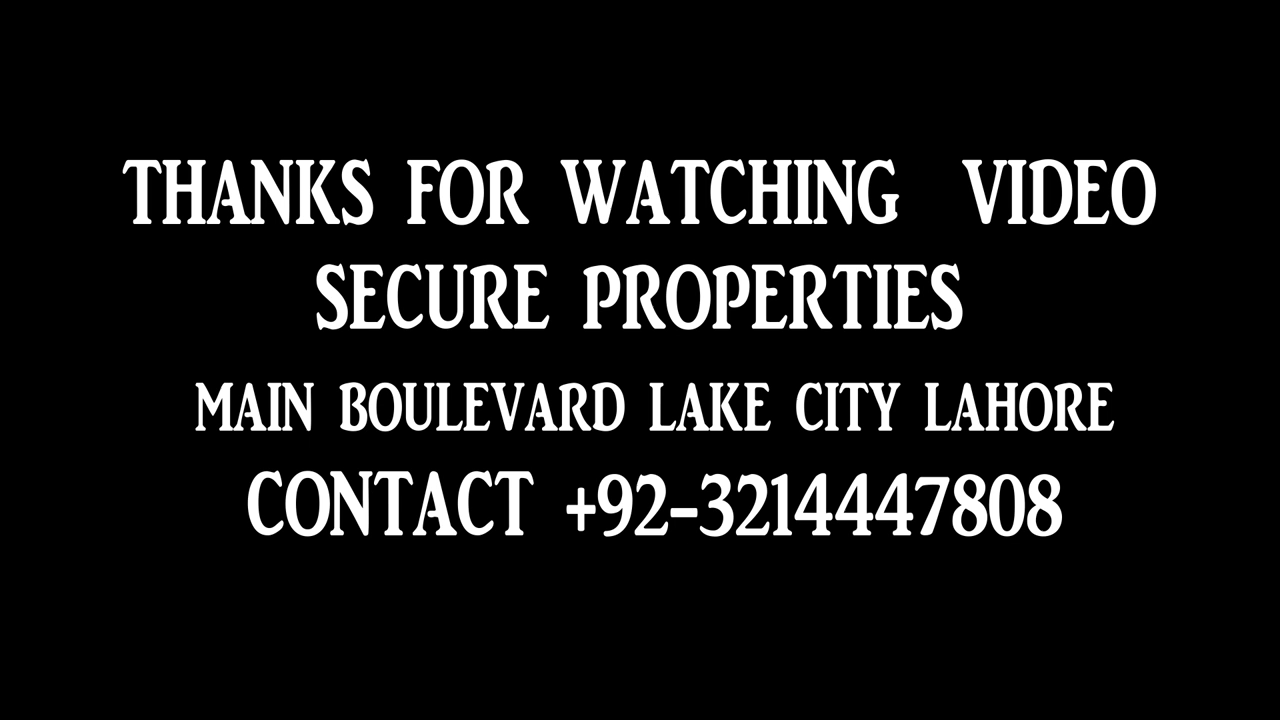 THANKS FOR WATCHING VIDEO
SECURE PROPERTIES
MAIN BOULEVARD LAKE CITY LAHORE
CONTACT +92-3214447808